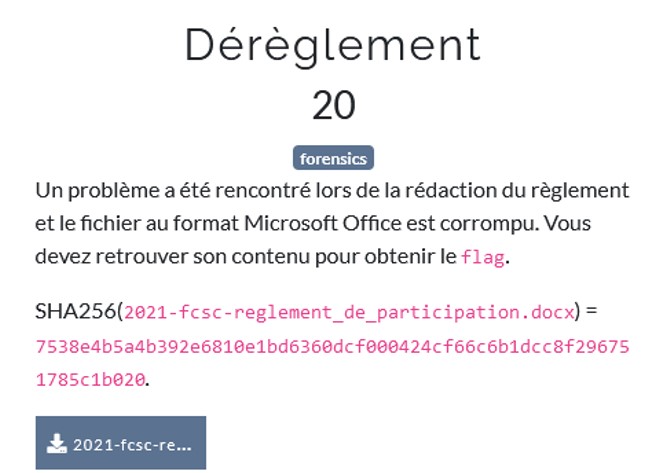 Dérèglement
20
forensics
Un problème a été rencontré lors de la rédaction du règlement
et le fichier au format Microsoft Office est corrompu. Vous
devez retrouver son contenu pour obtenir le flag.
SHA256(2021-fcsc-reglement_de_participation.docx) =
7538e4b5a4b392e6810e1bd6360dcf000424cf66c6b1dcc8f29675
1785c1b020.
2021-fcsc-re...